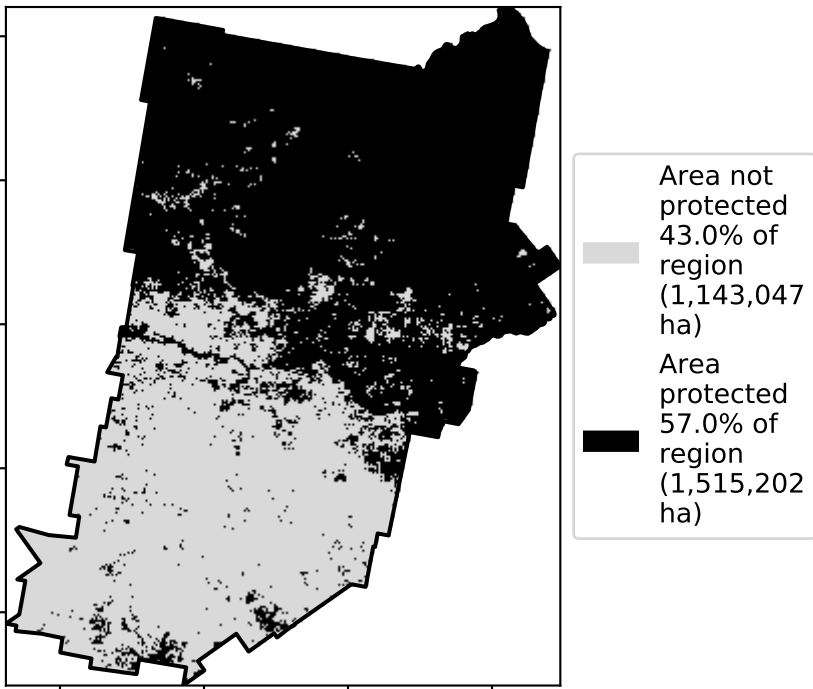 Area not
protected
43.0% of
region
(1,143,047
ha)
Area
protected
57.0% of
region
(1,515,202
ha)